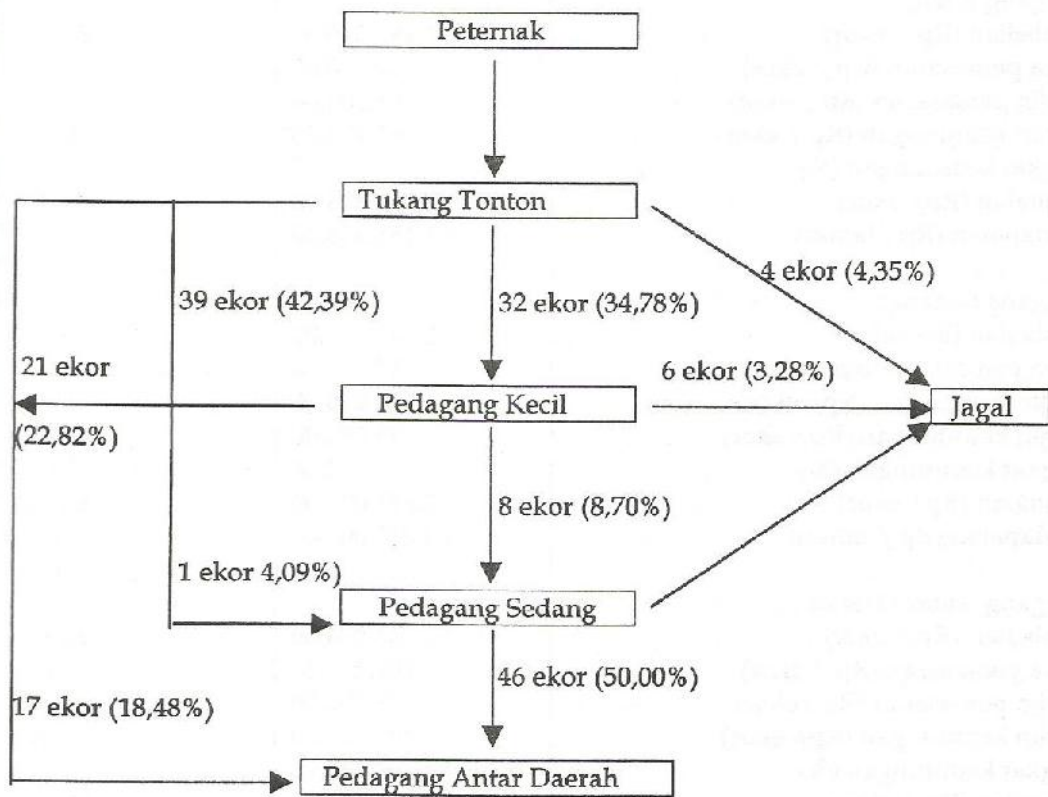 Peternak
Tukang Tonton
4 ekor (4,35%)
39 ekor (42,39%)
32 ekor (34,78%)
21 ekor
6 ekor (3,28%)
Pedagang Kecil
Jagal
(22,82%)
8 ekor (8,70%)
1 ekor 4,09%)
Pedagang Sedang
46 ekor (50,00%)
17 ekor (18,48%)
Pedagang Antar Daerah